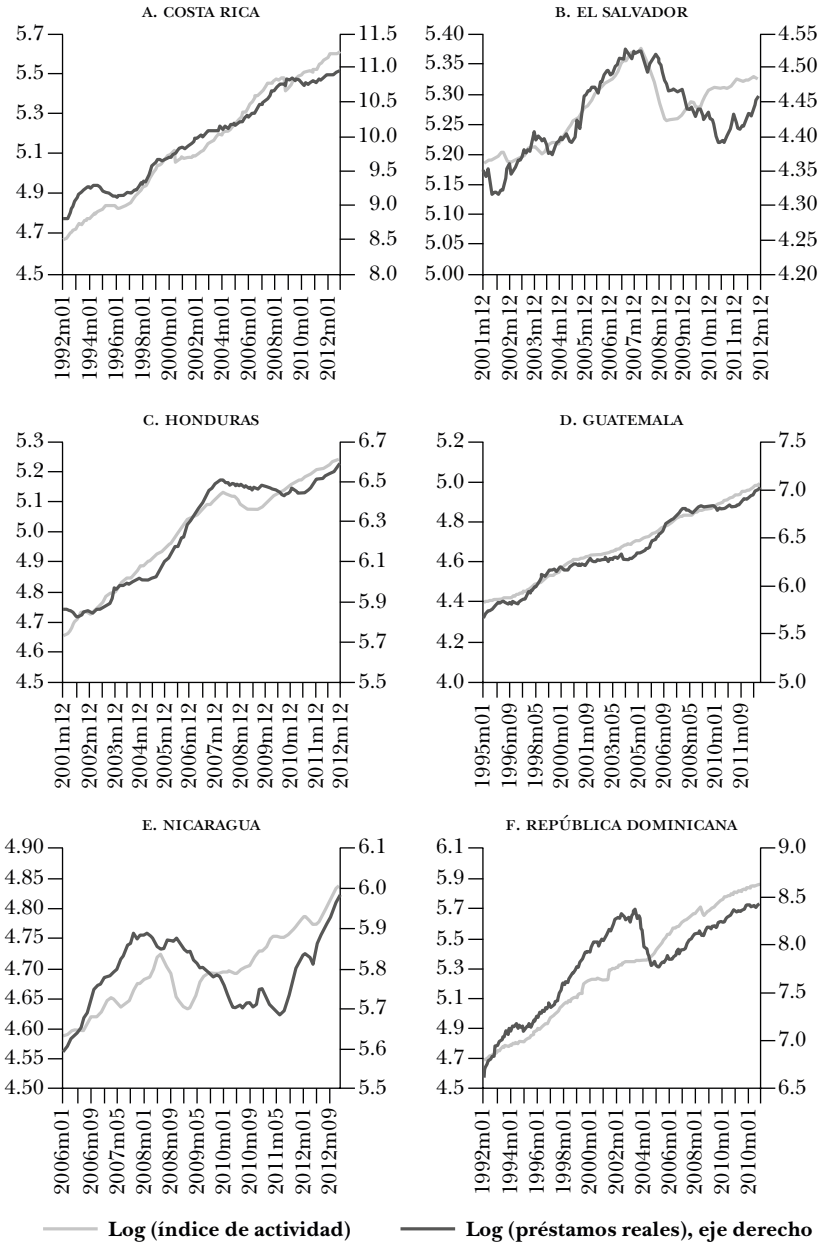 A. COSTA RICA
5.7
5.5
5.3
5.1
4.9
4.7
4.5
11.5
11.0
10.5
10.0
9.5
9.0
8.5
8.0
1992m01
1994m01
1996m01
1998m01
2000m01
2002m01
2004m01
2006m01
2008m01
2010m01
2012m01
B. EL SALVADOR
5.40
5.35
5.30
5.25
5.20
5.15
5.10
5.05
5.00
4.55
4.50
4.45
4.40
4.35
4.30
4.25
4.20
2001m12
2002m12
2003m12
2004m12
2005m12
2006m12
2007m12
2008m12
2009m12
2010m12
2011m12
2012m12
C. HONDURAS
5.3
5.2
5.1
5.0
4.9
4.8
4.7
4.6
4.5
6.7
6.5
6.3
6.1
5.9
5.7
5.5
2001m12
2002m12
2003m12
2004m12
2005m12
2006m12
2007m12
2008m12
2009m12
2010m12
2011m12
2012m12
D. GUATEMALA
5.2
5.0
4.8
4.6
4.4
4.2
4.0
7.5
7.0
6.5
6.0
5.5
5.0
1995m01
1996m09
1998m05
2000m01
2001m09
2003m05
2005m01
2006m09
2008m05
2010m01
2011m09
E. NICARAGUA
4.90
4.85
4.80
4.75
4.70
4.65
4.60
4.55
4.50
6.1
6.0
5.9
5.8
5.7
5.6
5.5
2006m01
2006m09
2007m05
2008m01
2008m09
2009m05
2010m09
2010m09
2011m05
2012m01
2012m09
F. REPÚBLICA DOMINICANA
6.1
5.9
5.7
5.5
5.3
5.1
4.9
4.7
4.5
9.0
8.5
8.0
7.5
7.0
6.5
1992m01
1994m01
1996m01
1998m01
2000m01
2002m01
2004m01
2006m01
2008m01
2010m01
Log (índice de actividad)
Log (préstamos reales), eje derecho